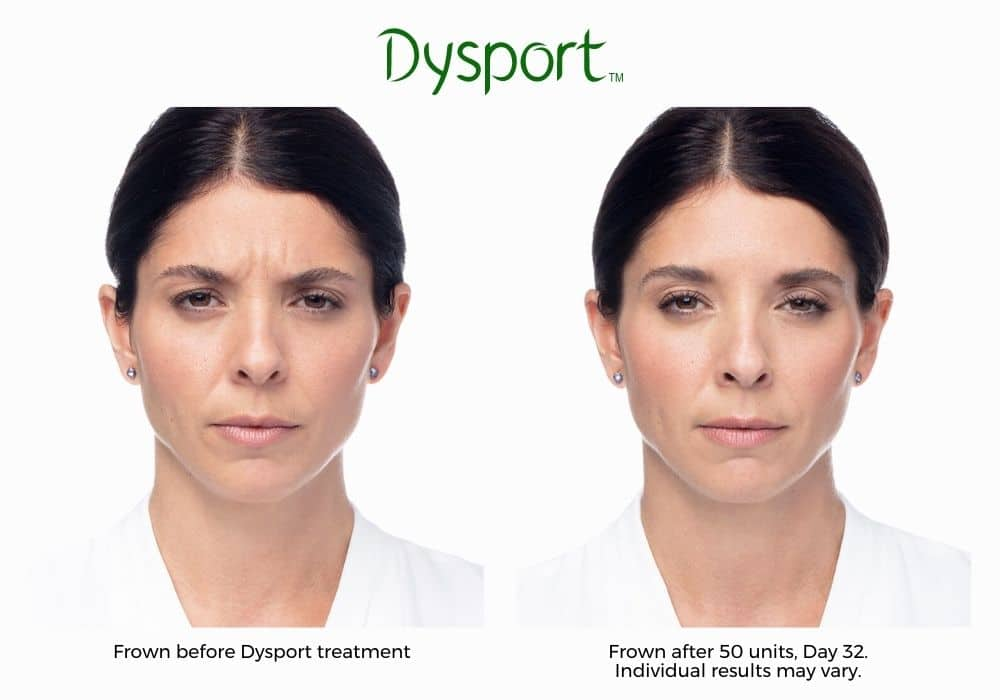 Dysport™
Frown before Dysport treatment
Frown after 50 units, Day 32.
Individual results may vary.